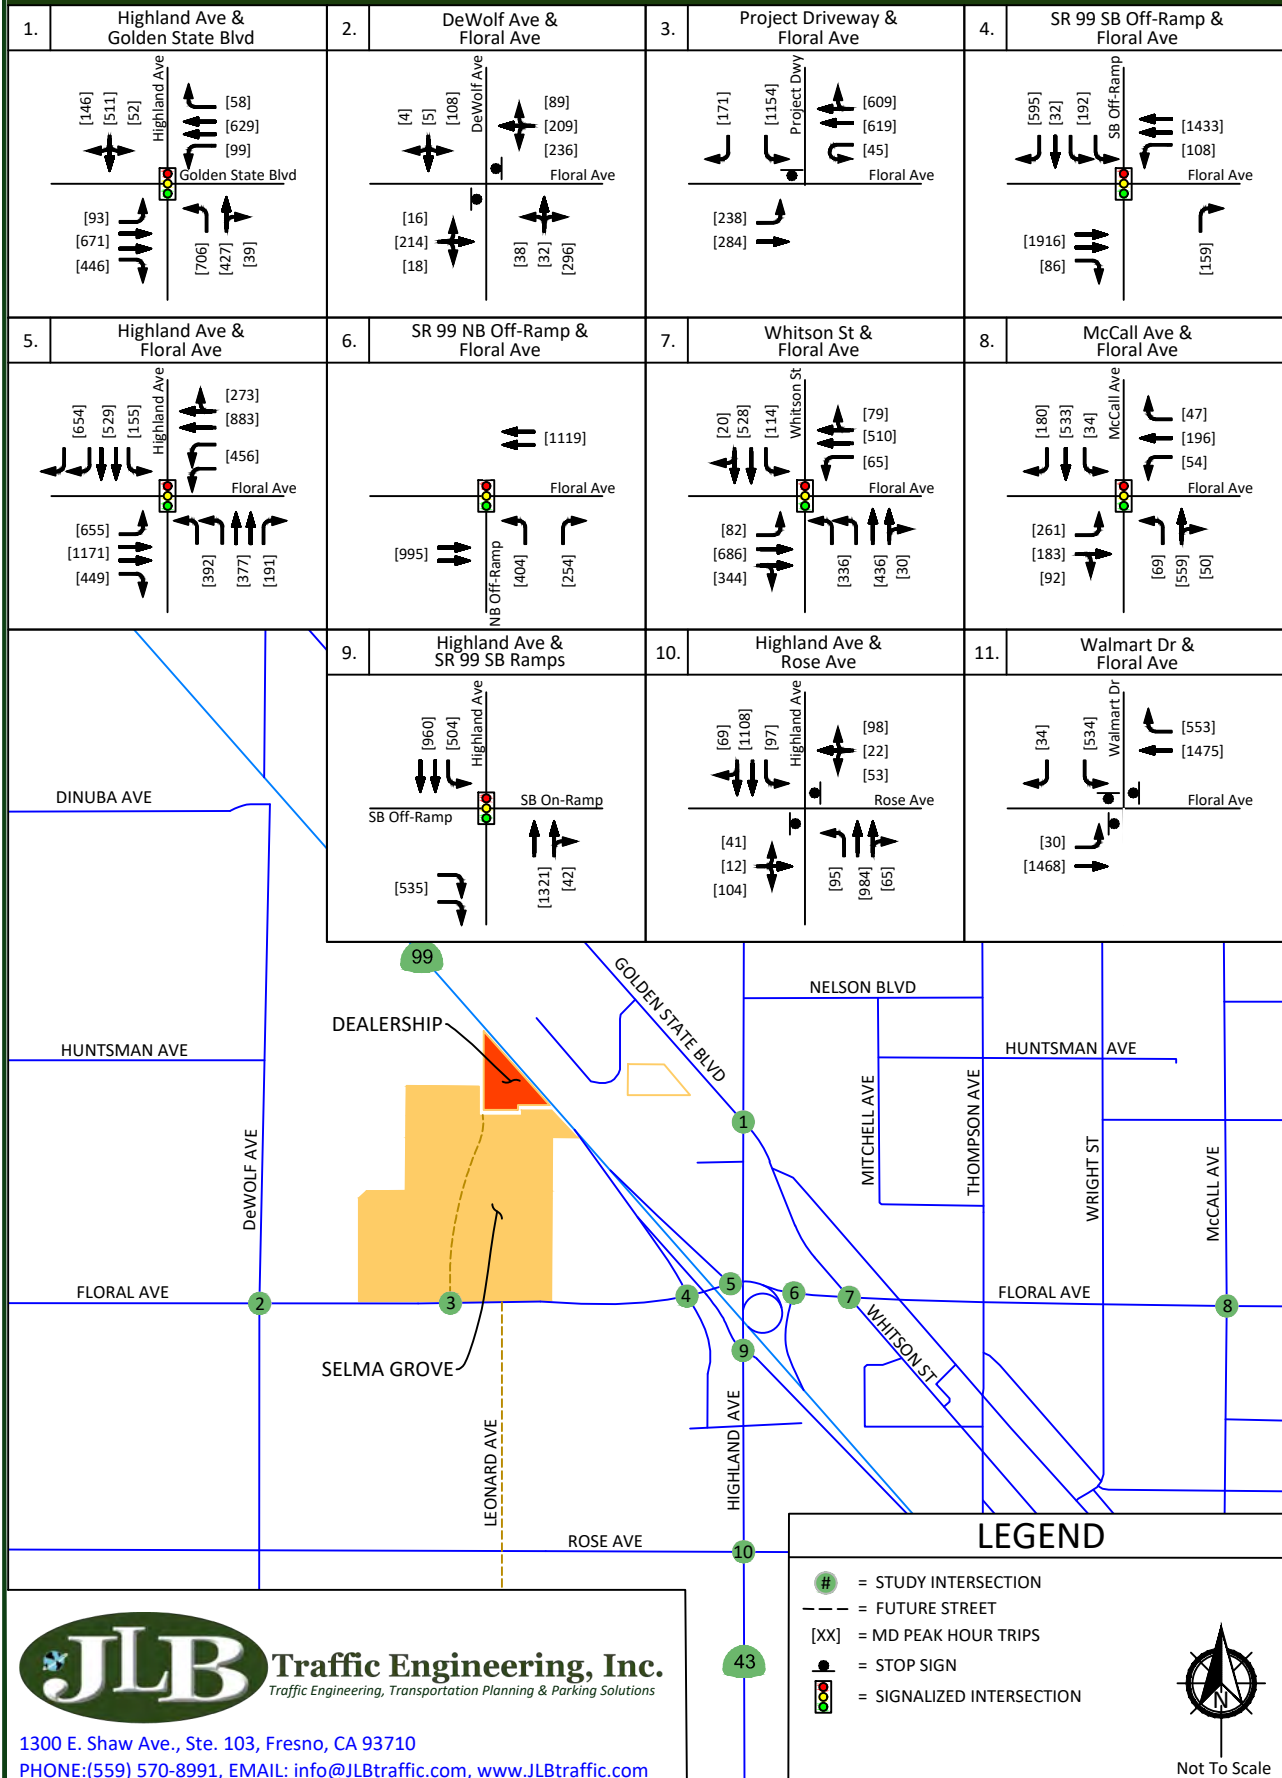 1.
Highland Ave &
Golden State Blvd
[146]
[511]
[52]
Highland Ave
[58]
[629]
[99]
Golden State Blvd
[93]
[671]
[446]
[706]
[427]
[39]
2.
DeWolf Ave &
Floral Ave
[4]
[5]
[108]
DeWolf Ave
[89]
[209]
[236]
Floral Ave
[16]
[214]
[18]
[38]
[32]
[296]
3.
Project Driveway &
Floral Ave
[171]
[1154]
Project Dwy
[609]
[619]
[45]
Floral Ave
[238]
[284]
4.
SR 99 SB Off-Ramp &
Floral Ave
[595]
[32]
[192]
SB Off-Ramp
[1433]
[108]
Floral Ave
[1916]
[86]
[159]
5.
Highland Ave &
Floral Ave
[654]
[529]
[155]
Highland Ave
[273]
[883]
[456]
Floral Ave
[655]
[1171]
[449]
[392]
[377]
[191]
6.
SR 99 NB Off-Ramp &
Floral Ave
[1119]
Floral Ave
[995]
NB Off-Ramp
[404]
[254]
7.
Whitson St &
Floral Ave
[20]
[528]
[114]
Whitson St
[79]
[510]
[65]
Floral Ave
[82]
[686]
[344]
[336]
[436]
[30]
8.
McCall Ave &
Floral Ave
[180]
[533]
[34]
McCall Ave
[47]
[196]
[54]
Floral Ave
[261]
[183]
[92]
[69]
[559]
[50]
9.
Highland Ave &
SR 99 SB Ramps
[960]
[504]
Highland Ave
SB On-Ramp
SB Off-Ramp
[535]
[1321]
[42]
10.
Highland Ave &
Rose Ave
[69]
[1108]
[97]
Highland Ave
[98]
[22]
[53]
Rose Ave
[41]
[12]
[104]
[95]
[984]
[65]
11.
Walmart Dr &
Floral Ave
[34]
[534]
Walmart Dr
[553]
[1475]
Floral Ave
[30]
[1468]
DINUBA AVE
99
GOLDEN STATE BLVD
NELSON BLVD
DEALERSHIP
HUNTSMAN AVE
HUNTSMAN AVE
MITCHELL AVE
THOMPSON AVE
WRIGHT ST
McCALL AVE
DeWOLF AVE
1
FLORAL AVE
2
3
4
5
6
7
FLORAL AVE
8
9
WHITSON ST
SELMA GROVE
LEONARD AVE
HIGHLAND AVE
ROSE AVE
10
43
LEGEND
# = STUDY INTERSECTION
= FUTURE STREET
[XX] = MD PEAK HOUR TRIPS
= STOP SIGN
= SIGNALIZED INTERSECTION
N
Not To Scale
JLB Traffic Engineering, Inc.
Traffic Engineering, Transportation Planning & Parking Solutions
1300 E. Shaw Ave., Ste. 103, Fresno, CA 93710
PHONE:(559) 570-8991, EMAIL: info@JLBtraffic.com, www.JLBtraffic.com